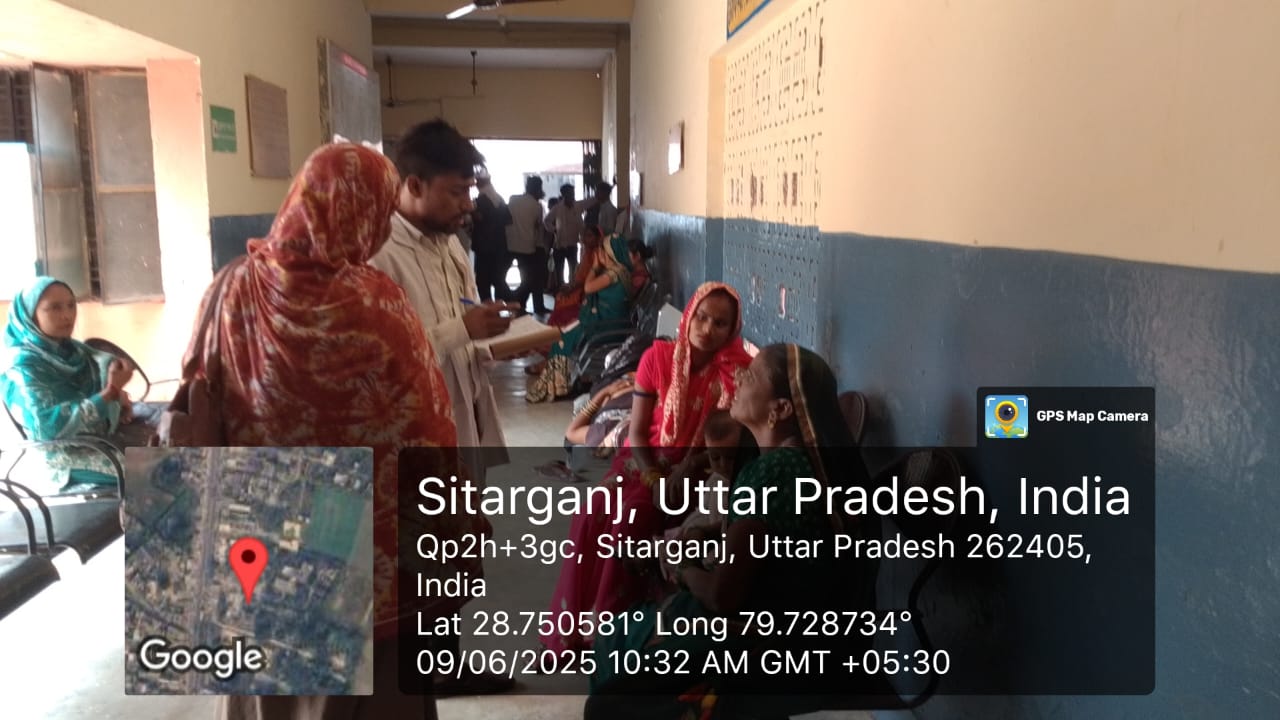 GPS Map Camera
Sitarganj, Uttar Pradesh, India
Qp2h+3gc, Sitarganj, Uttar Pradesh 262405,
India
Lat 28.750581° Long 79.728734°
09/06/2025 10:32 AM GMT +05:30
Google